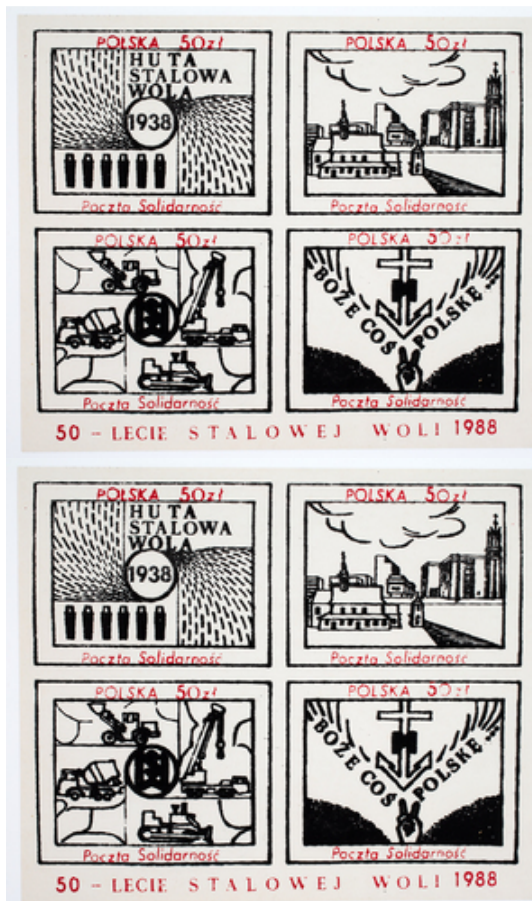 POLSKA 50zł
HUTA
STALOWA
WOLA
1938
Poczta Solidarność
POLSKA 50zł
Poczta Solidarność
POLSKA 50zł
Poczta Solidarność
POLSKA 50zł
BOŻE COŚ POLSKĘ...
Poczta Solidarność
50 - LECIE STALOWEJ WOLI 1988
POLSKA 50zł
HUTA
STALOWA
WOLA
1938
Poczta Solidarność
POLSKA 50zł
Poczta Solidarność
POLSKA 50zł
Poczta Solidarność
POLSKA 50zł
BOŻE COŚ POLSKĘ...
Poczta Solidarność
50 - LECIE STALOWEJ WOLI 1988